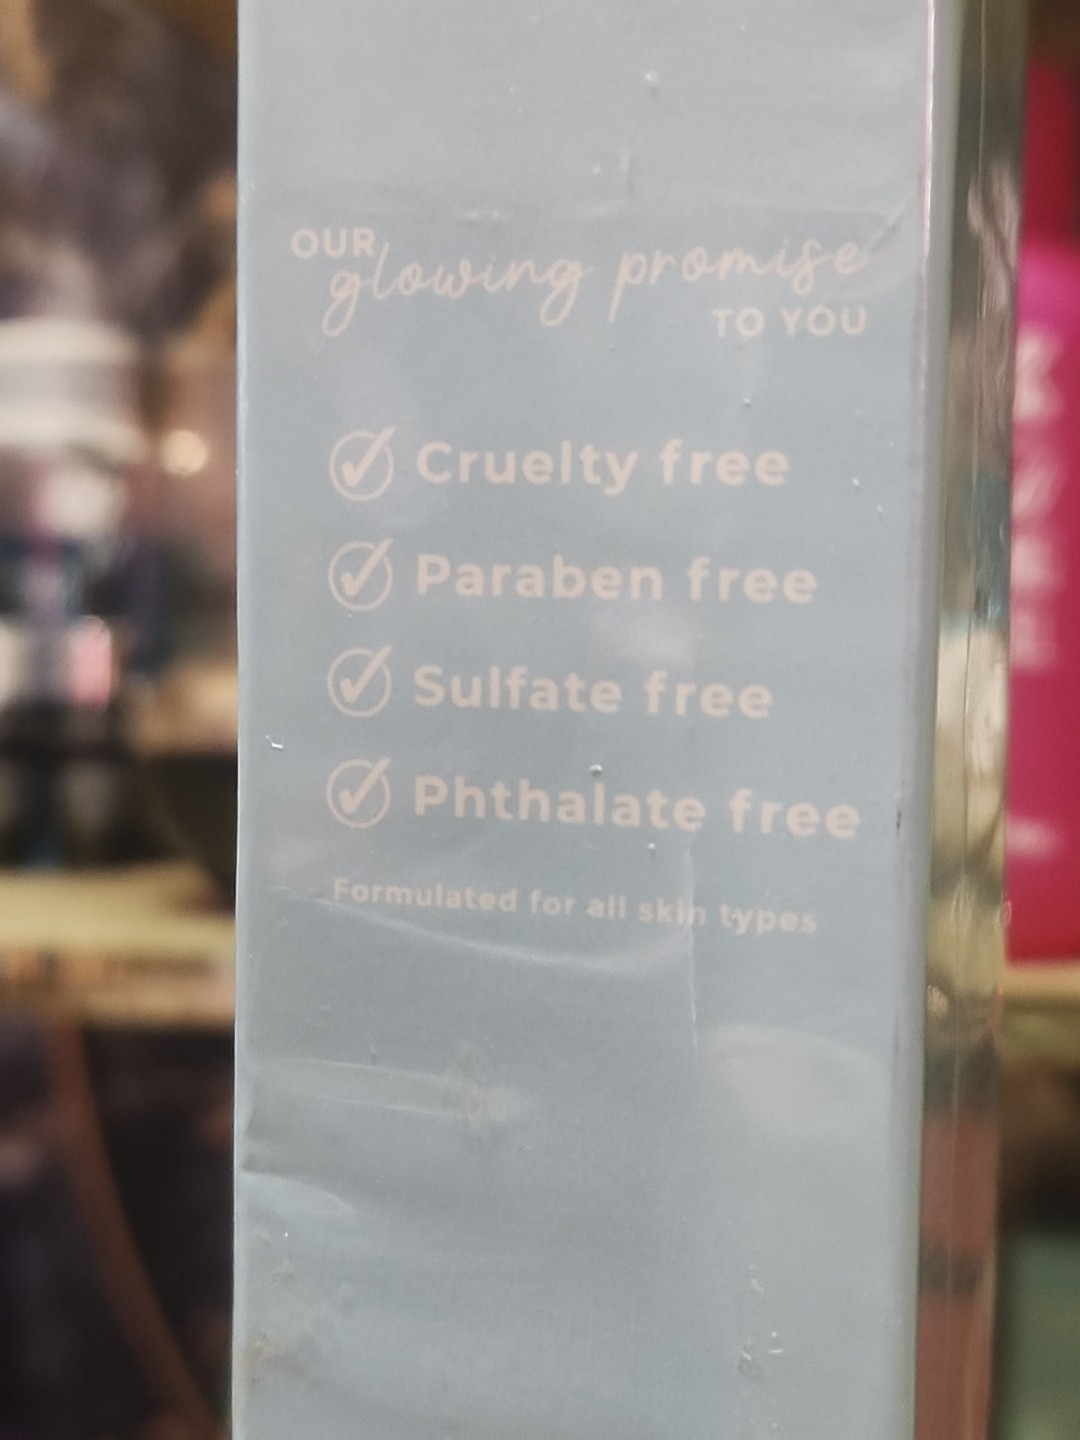 OUR
glowing promise
TO YOU
Cruelty free
Paraben free
Sulfate free
Phthalate free
Formulated for all skin types